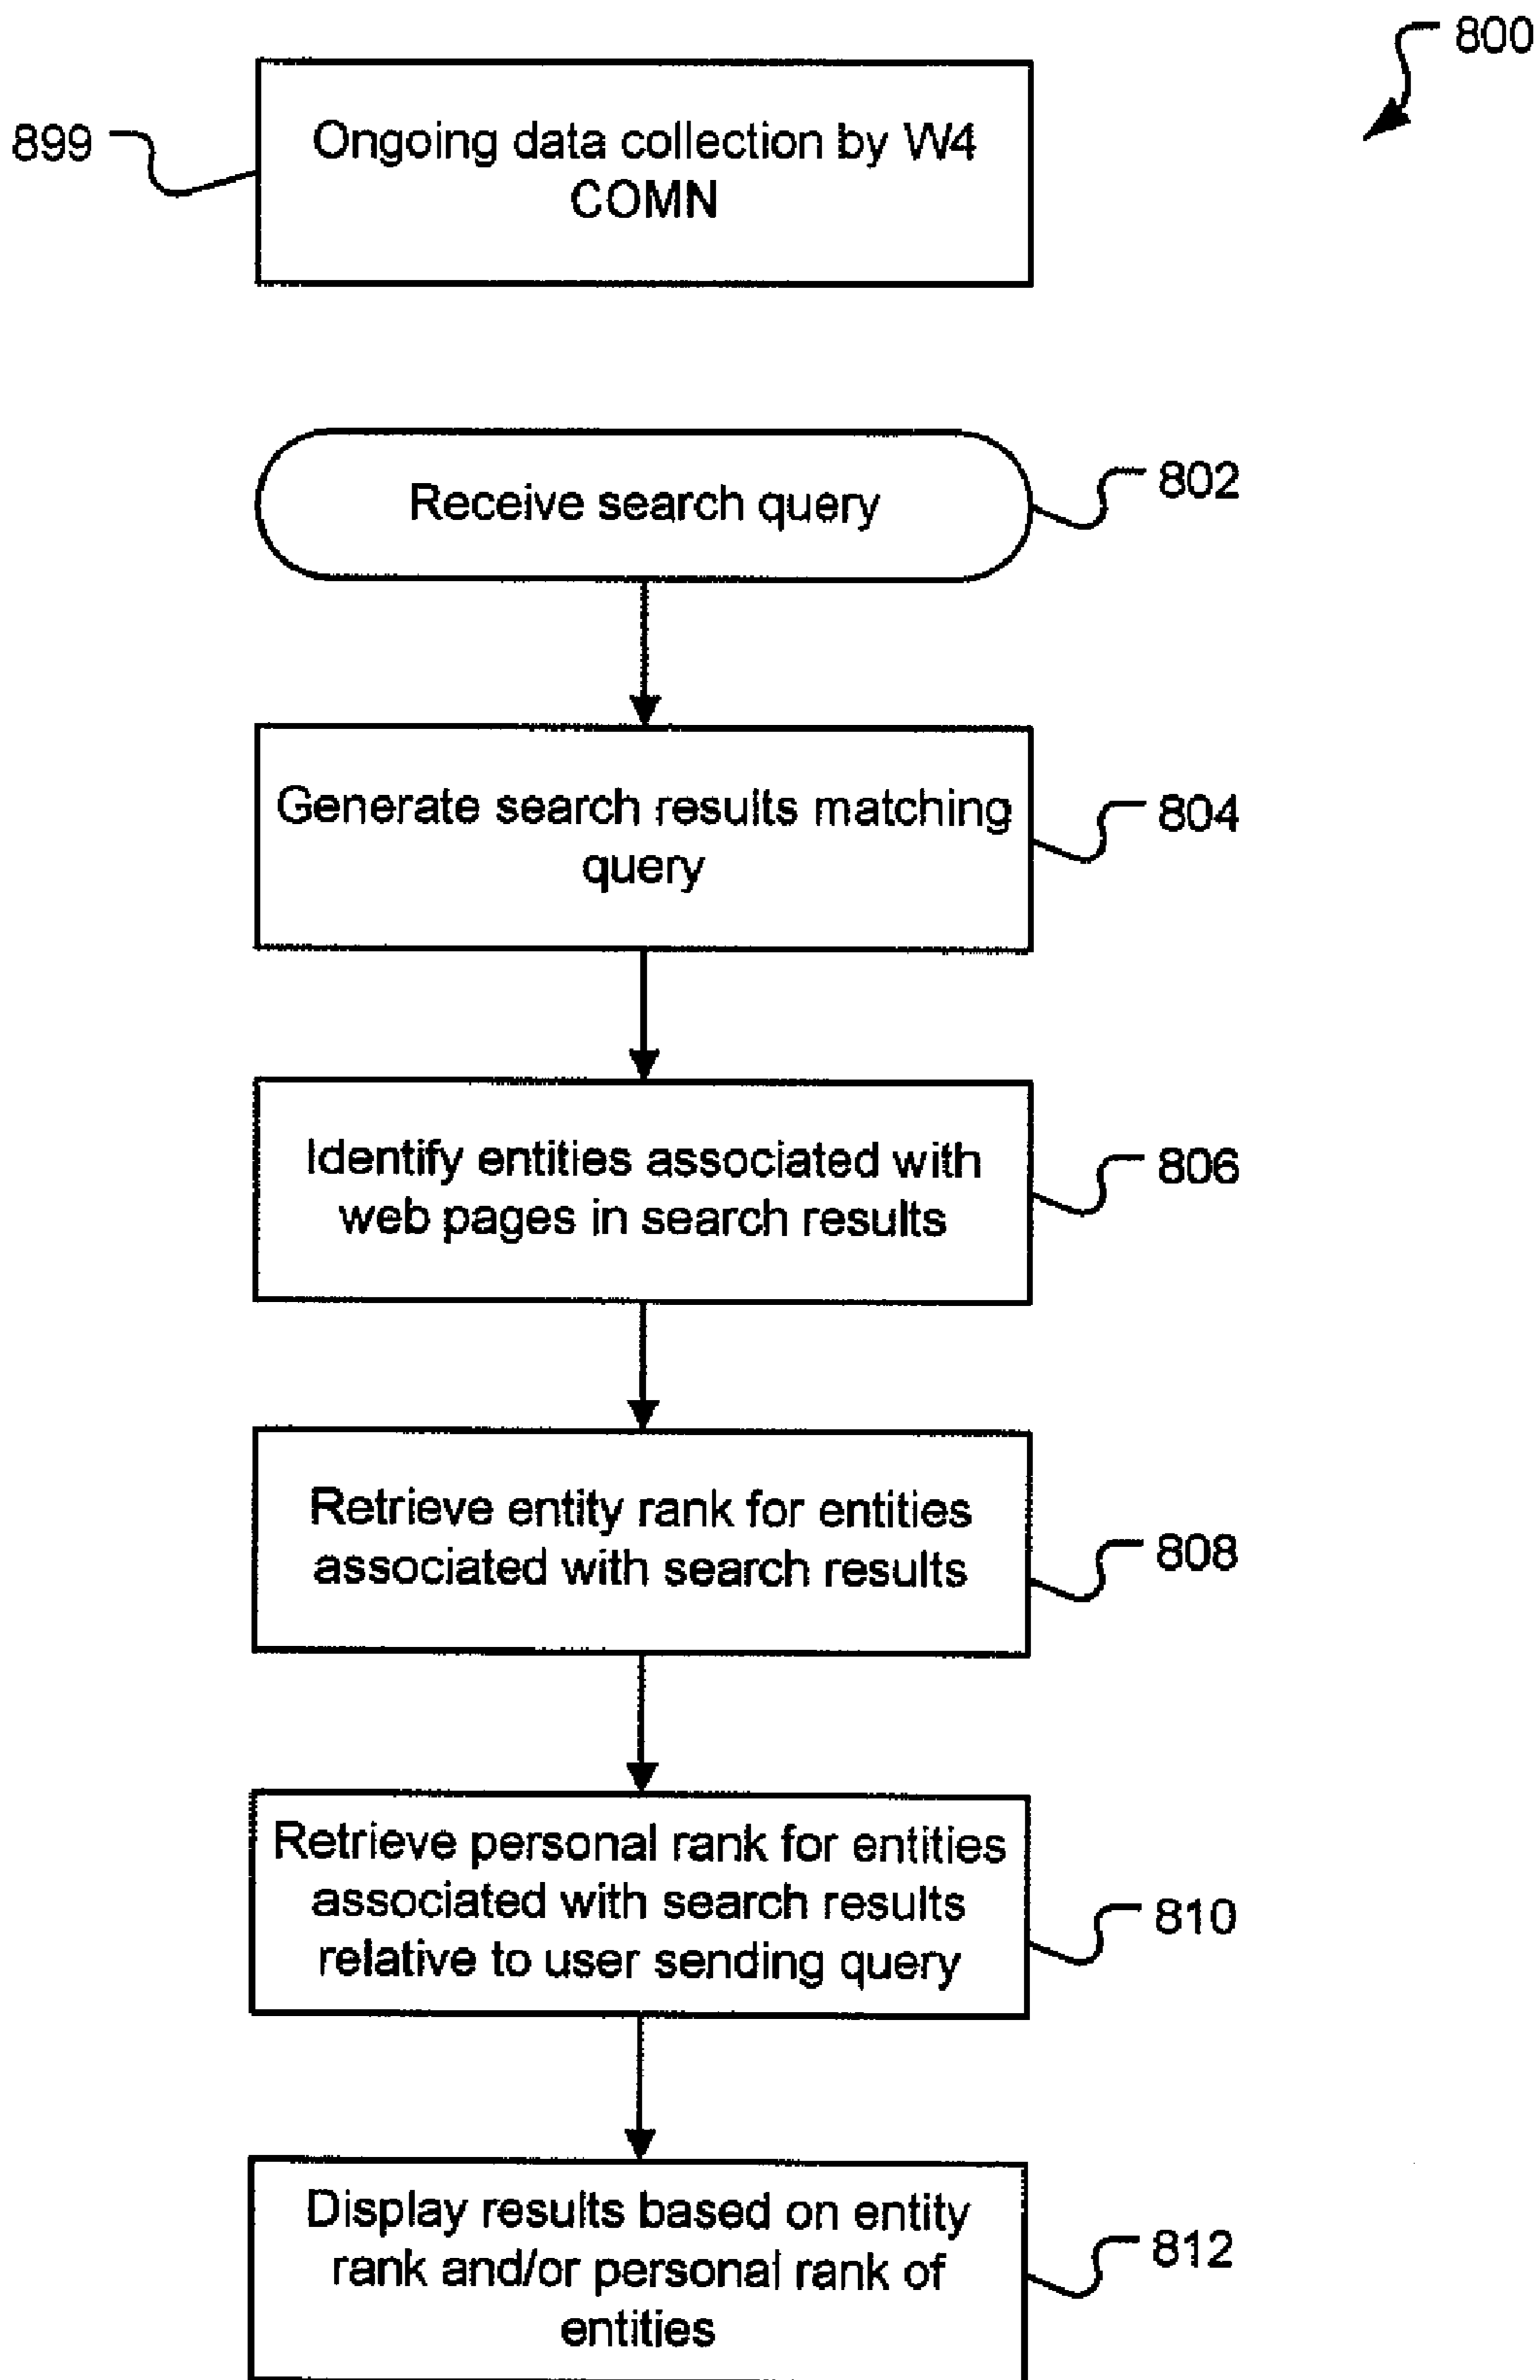 800
899
Ongoing data collection by W4
COMN
Receive search query
802
Generate search results matching
query
804
Identify entities associated with
web pages in search results
806
Retrieve entity rank for entities
associated with search results
808
Retrieve personal rank for entities
associated with search results
relative to user sending query
810
Display results based on entity
rank and/or personal rank of
entities
812